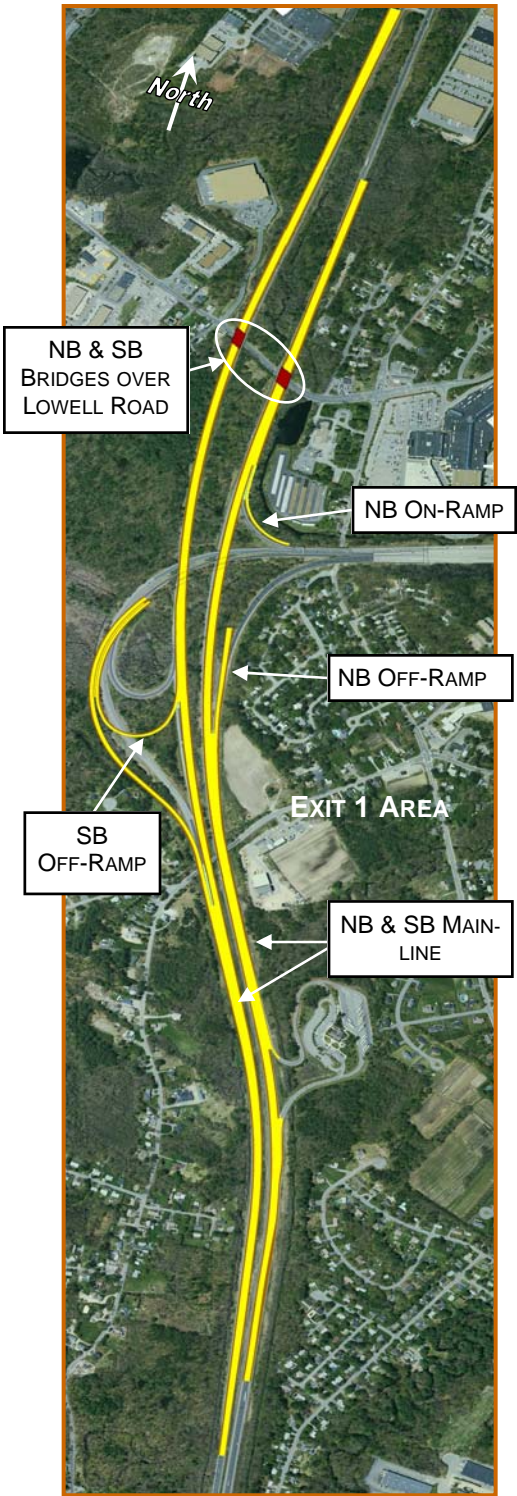 North
NB & SB
BRIDGES OVER
LOWELL ROAD
NB ON-RAMP
NB OFF-RAMP
EXIT 1 AREA
SB
OFF-RAMP
NB & SB MAIN-
LINE